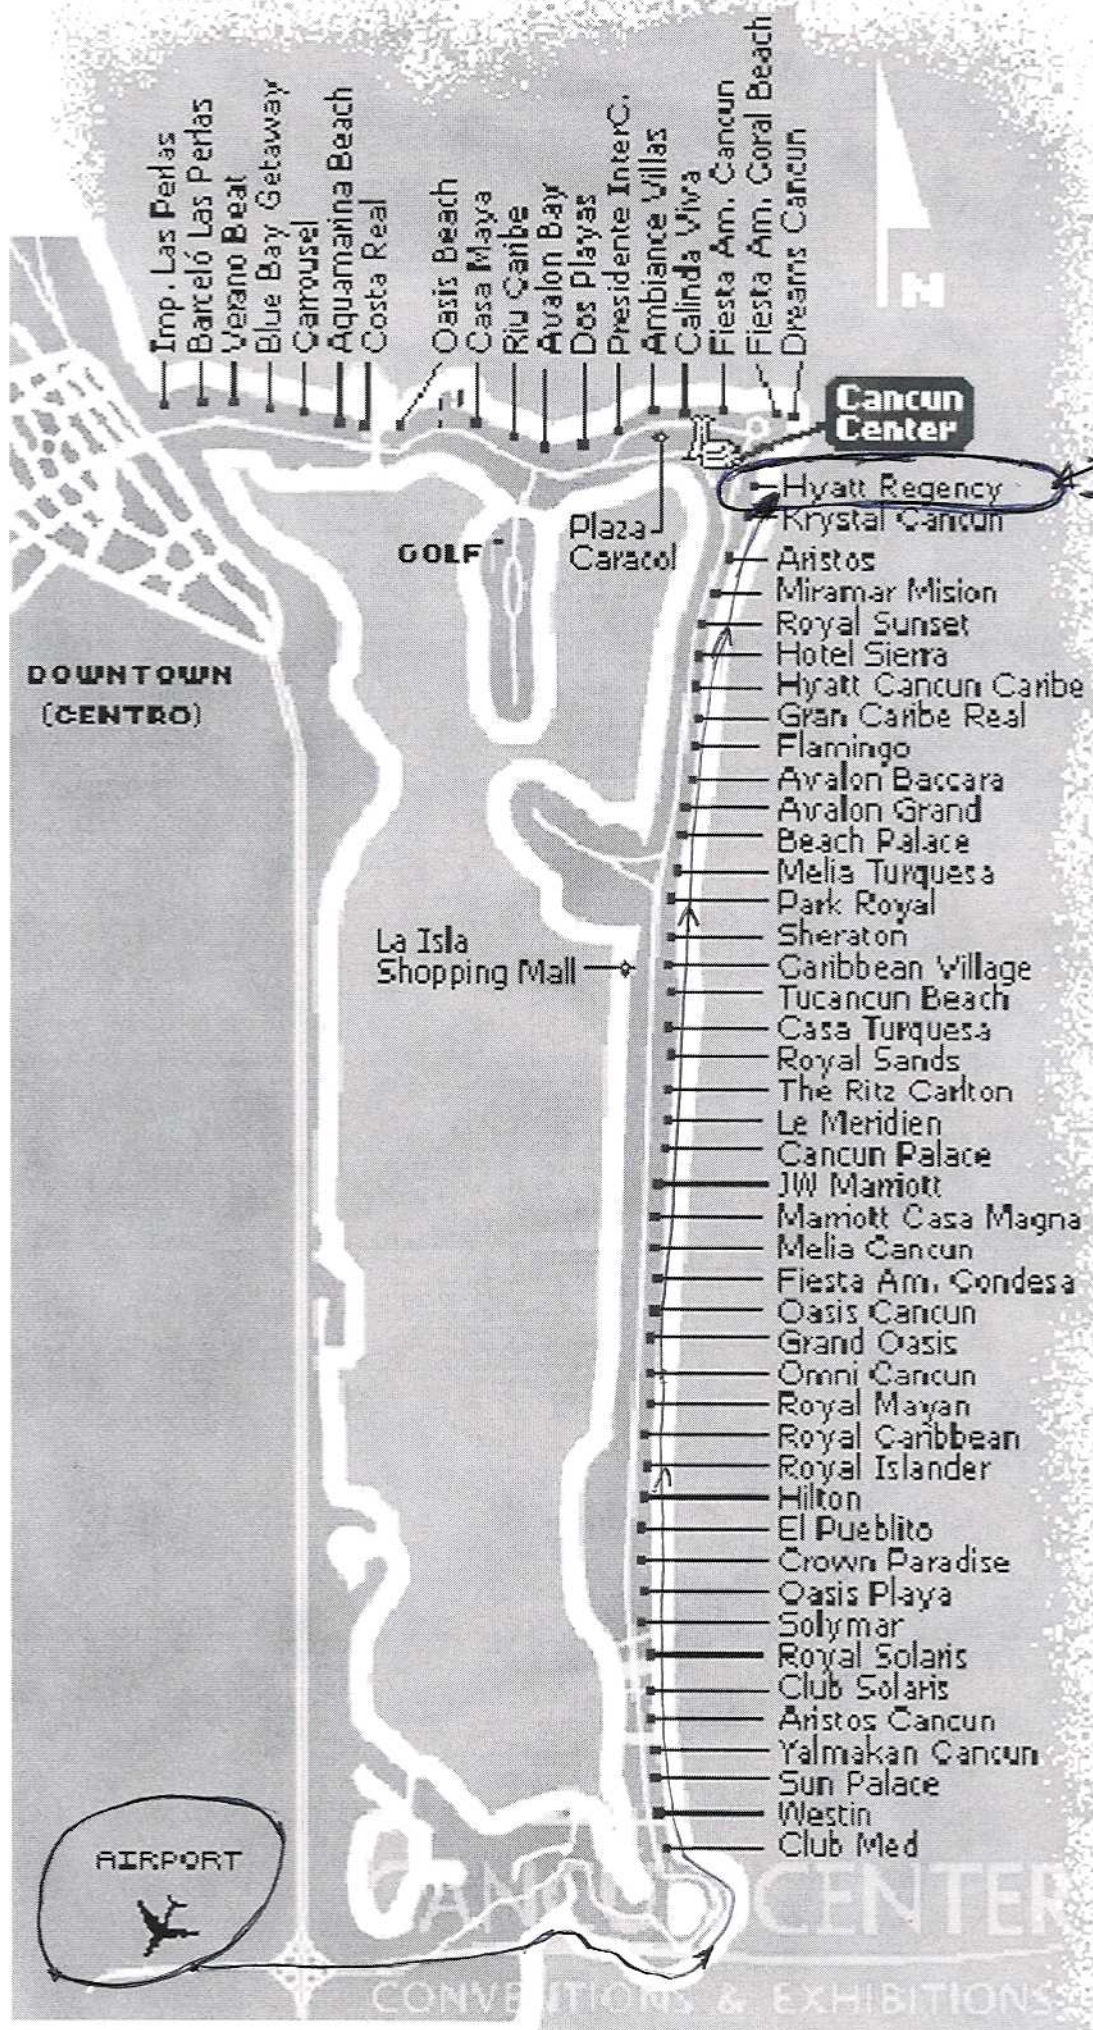 Imp. Las Perlas
Barceló Las Perlas
Verano Beat
Blue Bay Getaway
Carrousel
Aquamarina Beach
Costa Real
Oasis Beach
Casa Maya
Riu Caribe
Avalon Bay
Dos Playas
Presidente InterC.
Ambiance Villas
Calinda Viva
Fiesta Am. Cancun
Fiesta Am. Coral Beach
Dreams Cancun
N
Cancun
Center
Hyatt Regency
Krystal Cancun
Plaza
Caracol
GOLF
Aristos
Miramar Mision
Royal Sunset
Hotel Sierra
DOWNTOWN
(CENTRO)
Hyatt Cancun Caribe
Gran Caribe Real
Flamingo
Avalon Baccara
Avalon Grand
Beach Palace
Melia Turquesa
Park Royal
La Isla
Shopping Mall
Sheraton
Caribbean Village
Tucancun Beach
Casa Turquesa
Royal Sands
The Ritz Carlton
Le Meridien
Cancun Palace
JW Marriott
Marriott Casa Magna
Melia Cancun
Fiesta Am. Condesa
Oasis Cancun
Grand Oasis
Omni Cancun
Royal Mayan
Royal Caribbean
Royal Islander
Hilton
El Pueblito
Crown Paradise
Oasis Playa
Solymar
Royal Solaris
Club Solaris
Aristos Cancun
Yalmakan Cancun
Sun Palace
Westin
Club Med
AIRPORT
CANCUN CENTER
CONVENTIONS & EXHIBITIONS